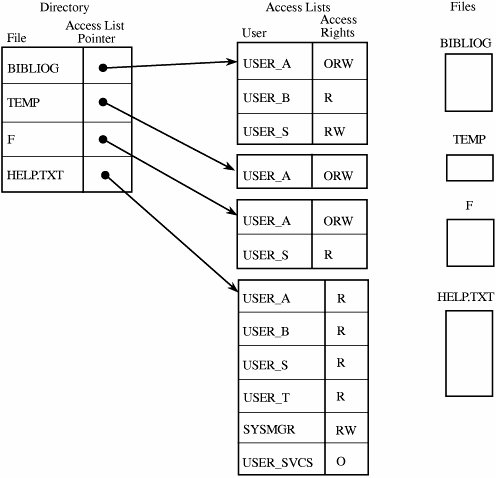 Directory
File
Access List
Pointer
BIBLIOG
TEMP
F
HELP.TXT
Access Lists
User
Access
Rights
USER_A ORW
USER_B R
USER_S RW
USER_A ORW
USER_A ORW
USER_S R
USER_A R
USER_B R
USER_S R
USER_T R
SYSMGR RW
USER_SVCS O
Files
BIBLIOG
TEMP
F
HELP.TXT